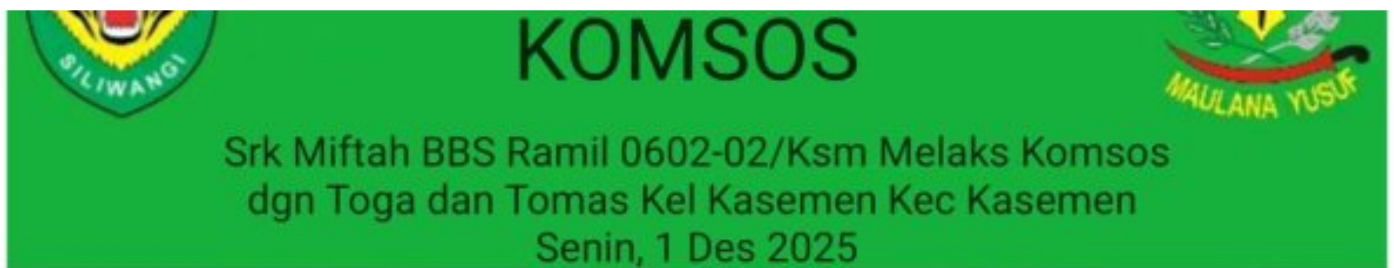 KOMSOS
SILIWANGI
MAULANA YUSUF
Srk Miftah BBS Ramil 0602-02/Ksm Melaks Komsos
dgn Toga dan Tomas Kel Kasemen Kec Kasemen
Senin, 1 Des 2025